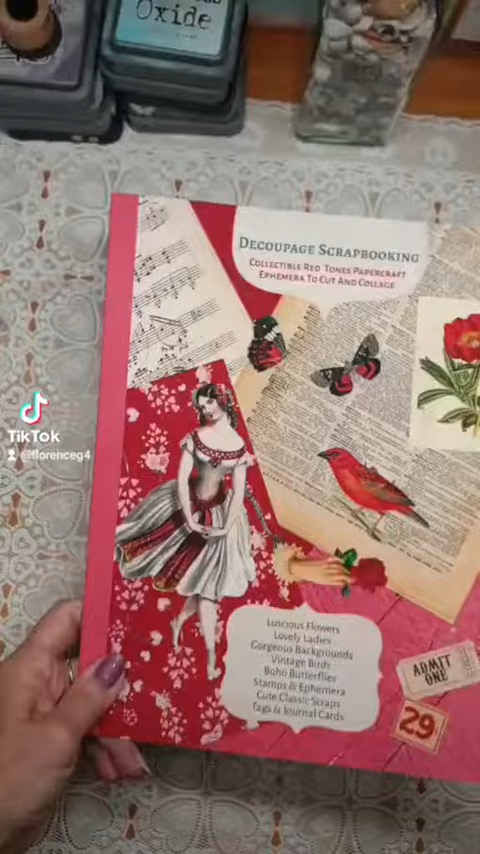 Oxide
DECOUPAGE SCRAPBOOKING
COLLECTIBLE RED TONES PAPERCRAFT
EPHEMERA TO CUT AND COLLAGE
TikTok
@florenceg4
Luscious Flowers
Lovely Ladies
Gorgeous Backgrounds
Vintage Birds
Boho Butterflies
Stamps & Ephemera
Cute Classic Scraps
Tags & Journal Cards
ADMIT
ONE
29